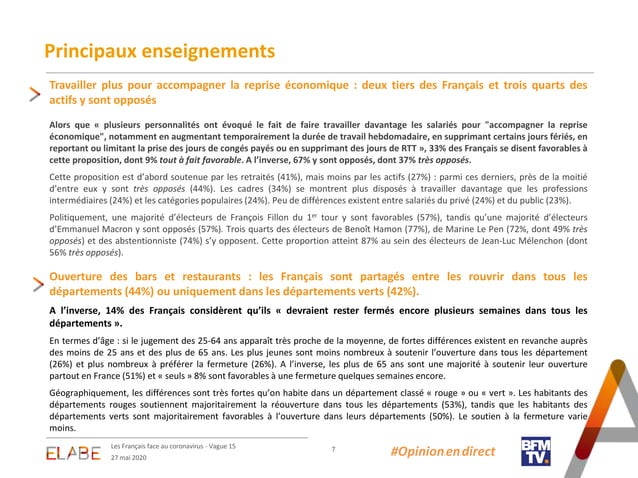 Principaux enseignements
Travailler plus pour accompagner la reprise économique : deux tiers des Français et trois quarts des
actifs y sont opposés
Alors que « plusieurs personnalités ont évoqué le fait de faire travailler davantage les salariés pour "accompagner la reprise
économique", notamment en augmentant temporairement la durée de travail hebdomadaire, en supprimant certains jours fériés, en
reportant ou limitant la prise des jours de congés payés ou en supprimant des jours de RTT », 33% des Français se disent favorables à
cette proposition, dont 9% tout à fait favorable. A l’inverse, 67% y sont opposés, dont 37% très opposés.
Cette proposition est d’abord soutenue par les retraités (41%), mais moins par les actifs (27%) : parmi ces derniers, près de la moitié
d’entre eux y sont très opposés (44%). Les cadres (34%) se montrent plus disposés à travailler davantage que les professions
intermédiaires (24%) et les catégories populaires (24%). Peu de différences existent entre salariés du privé (24%) et du public (23%).
Politiquement, une majorité d’électeurs de François Fillon du 1er tour y sont favorables (57%), tandis qu’une majorité d’électeurs
d’Emmanuel Macron y sont opposés (57%). Trois quarts des électeurs de Benoît Hamon (77%), de Marine Le Pen (72%, dont 49% très
opposés) et des abstentionniste (74%) s’y opposent. Cette proportion atteint 87% au sein des électeurs de Jean-Luc Mélenchon (dont
56% très opposés).
Ouverture des bars et restaurants : les Français sont partagés entre les rouvrir dans tous les
départements (44%) ou uniquement dans les départements verts (42%).
A l’inverse, 14% des Français considèrent qu’ils « devraient rester fermés encore plusieurs semaines dans tous les
départements ».
En termes d’âge : si le jugement des 25-64 ans apparaît très proche de la moyenne, de fortes différences existent en revanche auprès
des moins de 25 ans et des plus de 65 ans. Les plus jeunes sont moins nombreux à soutenir l’ouverture dans tous les département
(26%) et plus nombreux à préférer la fermeture (26%). A l’inverse, les plus de 65 ans sont une majorité à soutenir leur ouverture
partout en France (51%) et « seuls » 8% sont favorables à une fermeture quelques semaines encore.
Géographiquement, les différences sont très fortes qu’on habite dans un département classé « rouge » ou « vert ». Les habitants des
départements rouges soutiennent majoritairement la réouverture dans tous les départements (53%), tandis que les habitants des
départements verts sont majoritairement favorables à l’ouverture dans leurs départements (50%). Le soutien à la fermeture varie
moins.
ELABE
Les Français face au coronavirus - Vague 15
27 mai 2020
7
#Opinionendirect
BFM
TV.